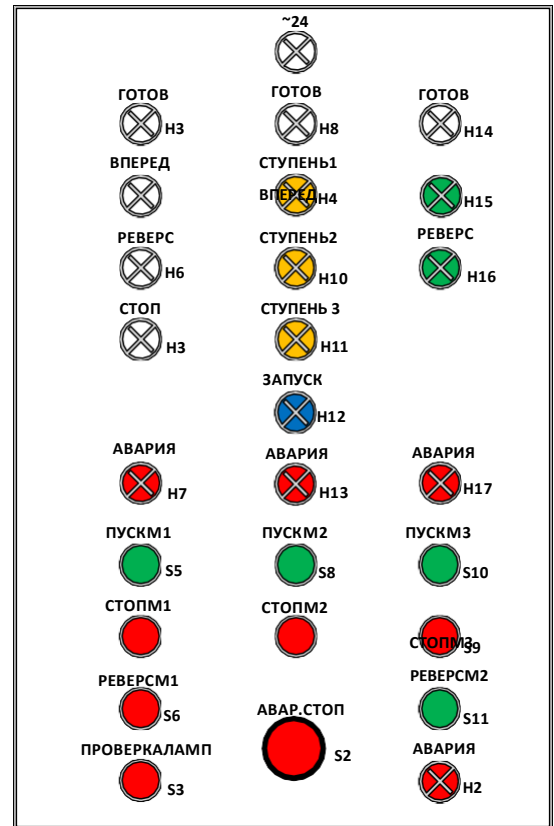 ~24
ГОТОВ ГОТОВ ГОТОВ
H3 H8 H14
ВПЕРЕД СТУПЕНЬ1
ВПЕРЕД H4 H15
РЕВЕРС СТУПЕНЬ2 РЕВЕРС
H6 H10 H16
СТОП СТУПЕНЬ 3
H3 H11
ЗАПУСК
H12
АВАРИЯ АВАРИЯ АВАРИЯ
H7 H13 H17
ПУСКМ1 ПУСКМ2 ПУСКМ3
S5 S8 S10
СТОПМ1 СТОПМ2
СТОПМ3 S9
РЕВЕРСМ1 РЕВЕРСМ2
S6 АВАР.СТОП S11
ПРОВЕРКАЛАМП S2 АВАРИЯ
S3 H2